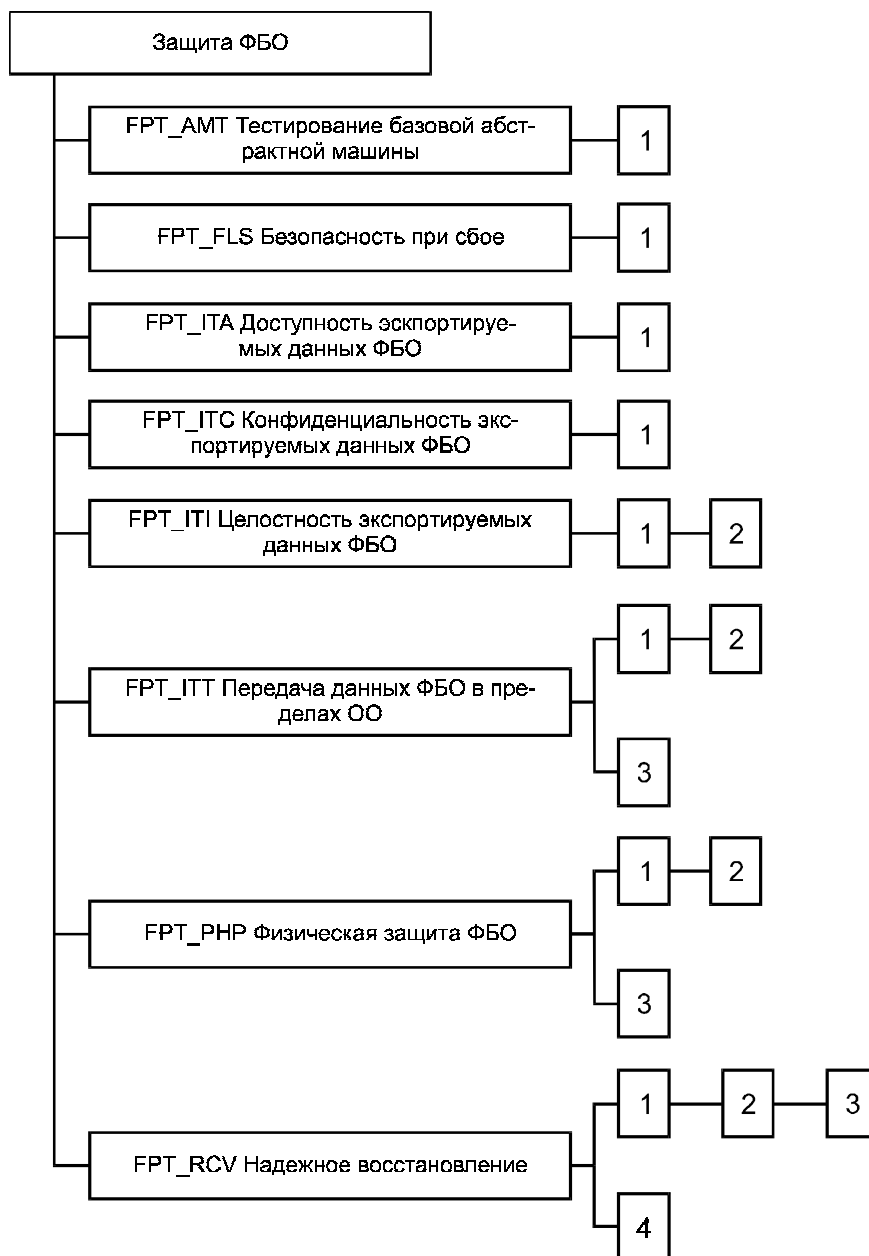 Защита ФБО
FPT_AMT Тестирование базовой абст-
рактной машины
1
FPT_FLS Безопасность при сбое
1
FPT_ITA Доступность эскпортируе-
мых данных ФБО
1
FPT_ITC Конфиденциальность экс-
портируемых данных ФБО
1
FPT_ITI Целостность экспортируемых
данных ФБО
1 2
FPT_ITT Передача данных ФБО в пре-
делах ОО
1 2
3
FPT_PHP Физическая защита ФБО
1 2
3
FPT_RCV Надежное восстановление
1 2 3
4